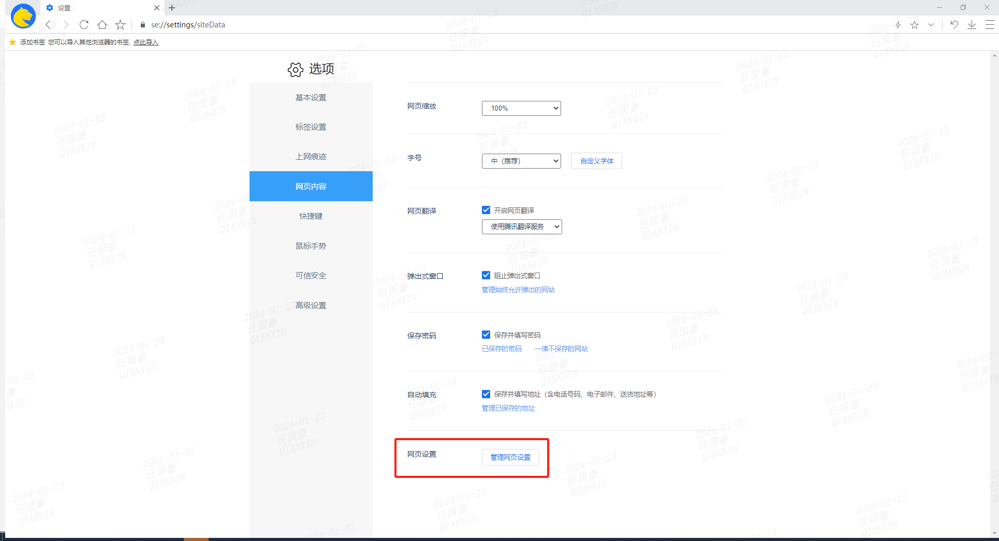 设置
se://settings/siteData
添加书签 您可以导入其他浏览器的书签, 点此导入
选项
基本设置
标签设置
上网痕迹
网页内容
快捷键
鼠标手势
可信安全
高级设置
网页缩放
100%
字号
中（推荐）
自定义字体
网页翻译
开启网页翻译
使用腾讯翻译服务
弹出式窗口
阻止弹出式窗口
管理始终允许弹出的网站
保存密码
保存并填写密码
已保存的密码 一律不保存的网站
自动填充
保存并填写地址（含电话号码、电子邮件、送货地址等）
管理已保存的地址
网页设置
管理网页设置
2024-01-23
任国豪
QIANXIN